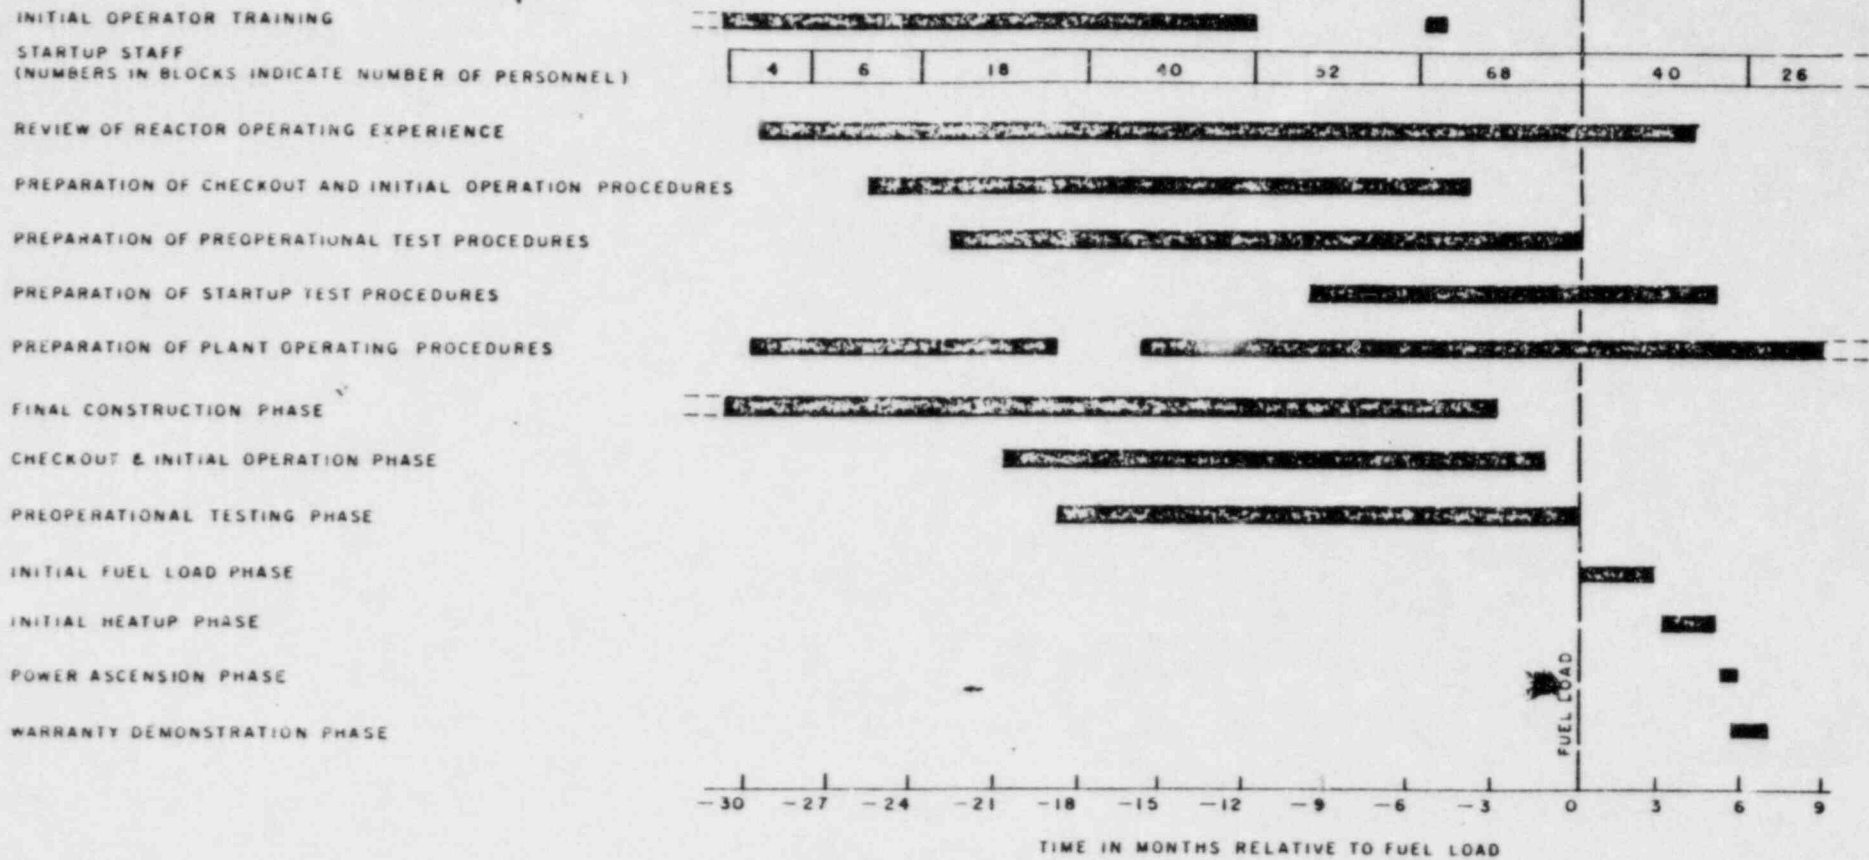 INITIAL OPERATOR TRAINING
STARTUP STAFF
(NUMBERS IN BLOCKS INDICATE NUMBER OF PERSONNEL)
4 6 18 40 52 68 40 26
REVIEW OF REACTOR OPERATING EXPERIENCE
PREPARATION OF CHECKOUT AND INITIAL OPERATION PROCEDURES
PREPARATION OF PREOPERATIONAL TEST PROCEDURES
PREPARATION OF STARTUP TEST PROCEDURES
PREPARATION OF PLANT OPERATING PROCEDURES
FINAL CONSTRUCTION PHASE
CHECKOUT & INITIAL OPERATION PHASE
PREOPERATIONAL TESTING PHASE
INITIAL FUEL LOAD PHASE
INITIAL HEATUP PHASE
POWER ASCENSION PHASE
WARRANTY DEMONSTRATION PHASE
FUEL LOAD
-30 -27 -24 -21 -18 -15 -12 -9 -6 -3 0 3 6 9
TIME IN MONTHS RELATIVE TO FUEL LOAD